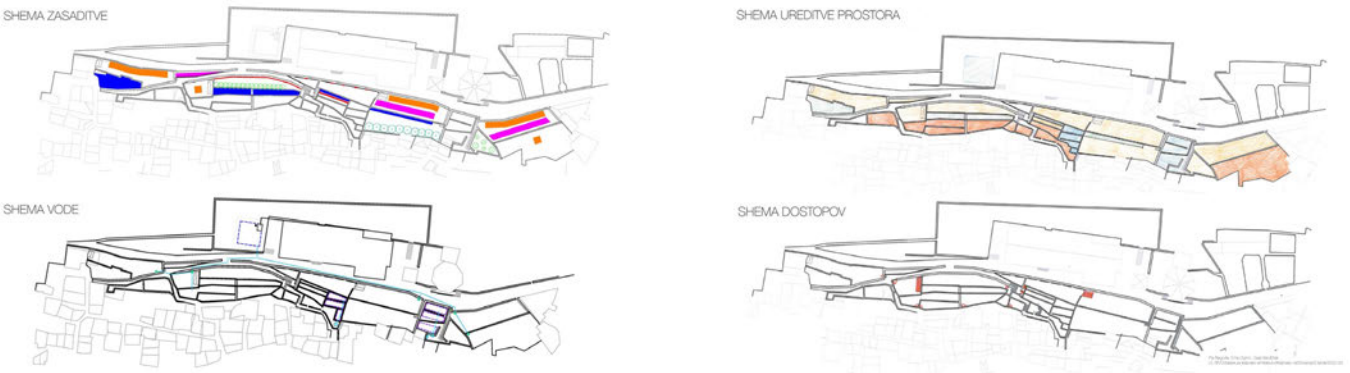 SHEMA ZASADITVE
SHEMA UREDITVE PROSTORA
SHEMA VODE
SHEMA DOSTOPOV